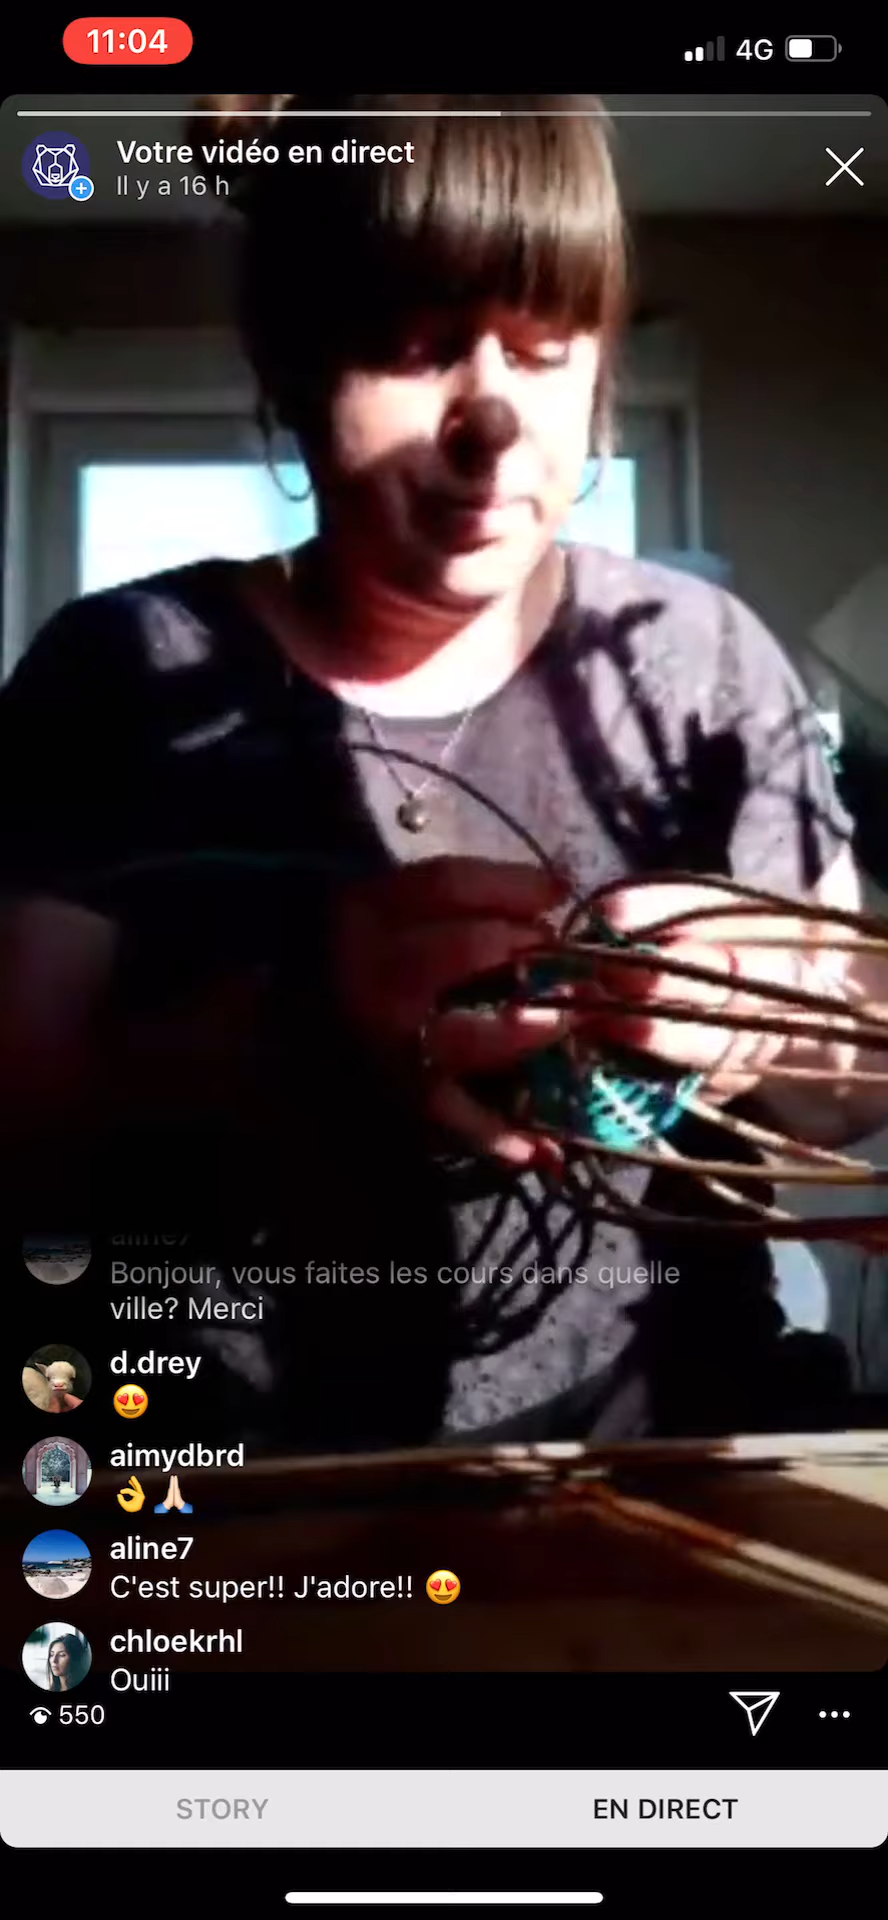 11:04
4G
Votre vidéo en direct
Il y a 16 h
aline7
Bonjour, vous faites les cours dans quelle
ville? Merci
d.drey
😍
aimydbrd
👌🙏🏻
aline7
C'est super!! J'adore!! 😍
chloekrhl
Ouiii
550
STORY
EN DIRECT